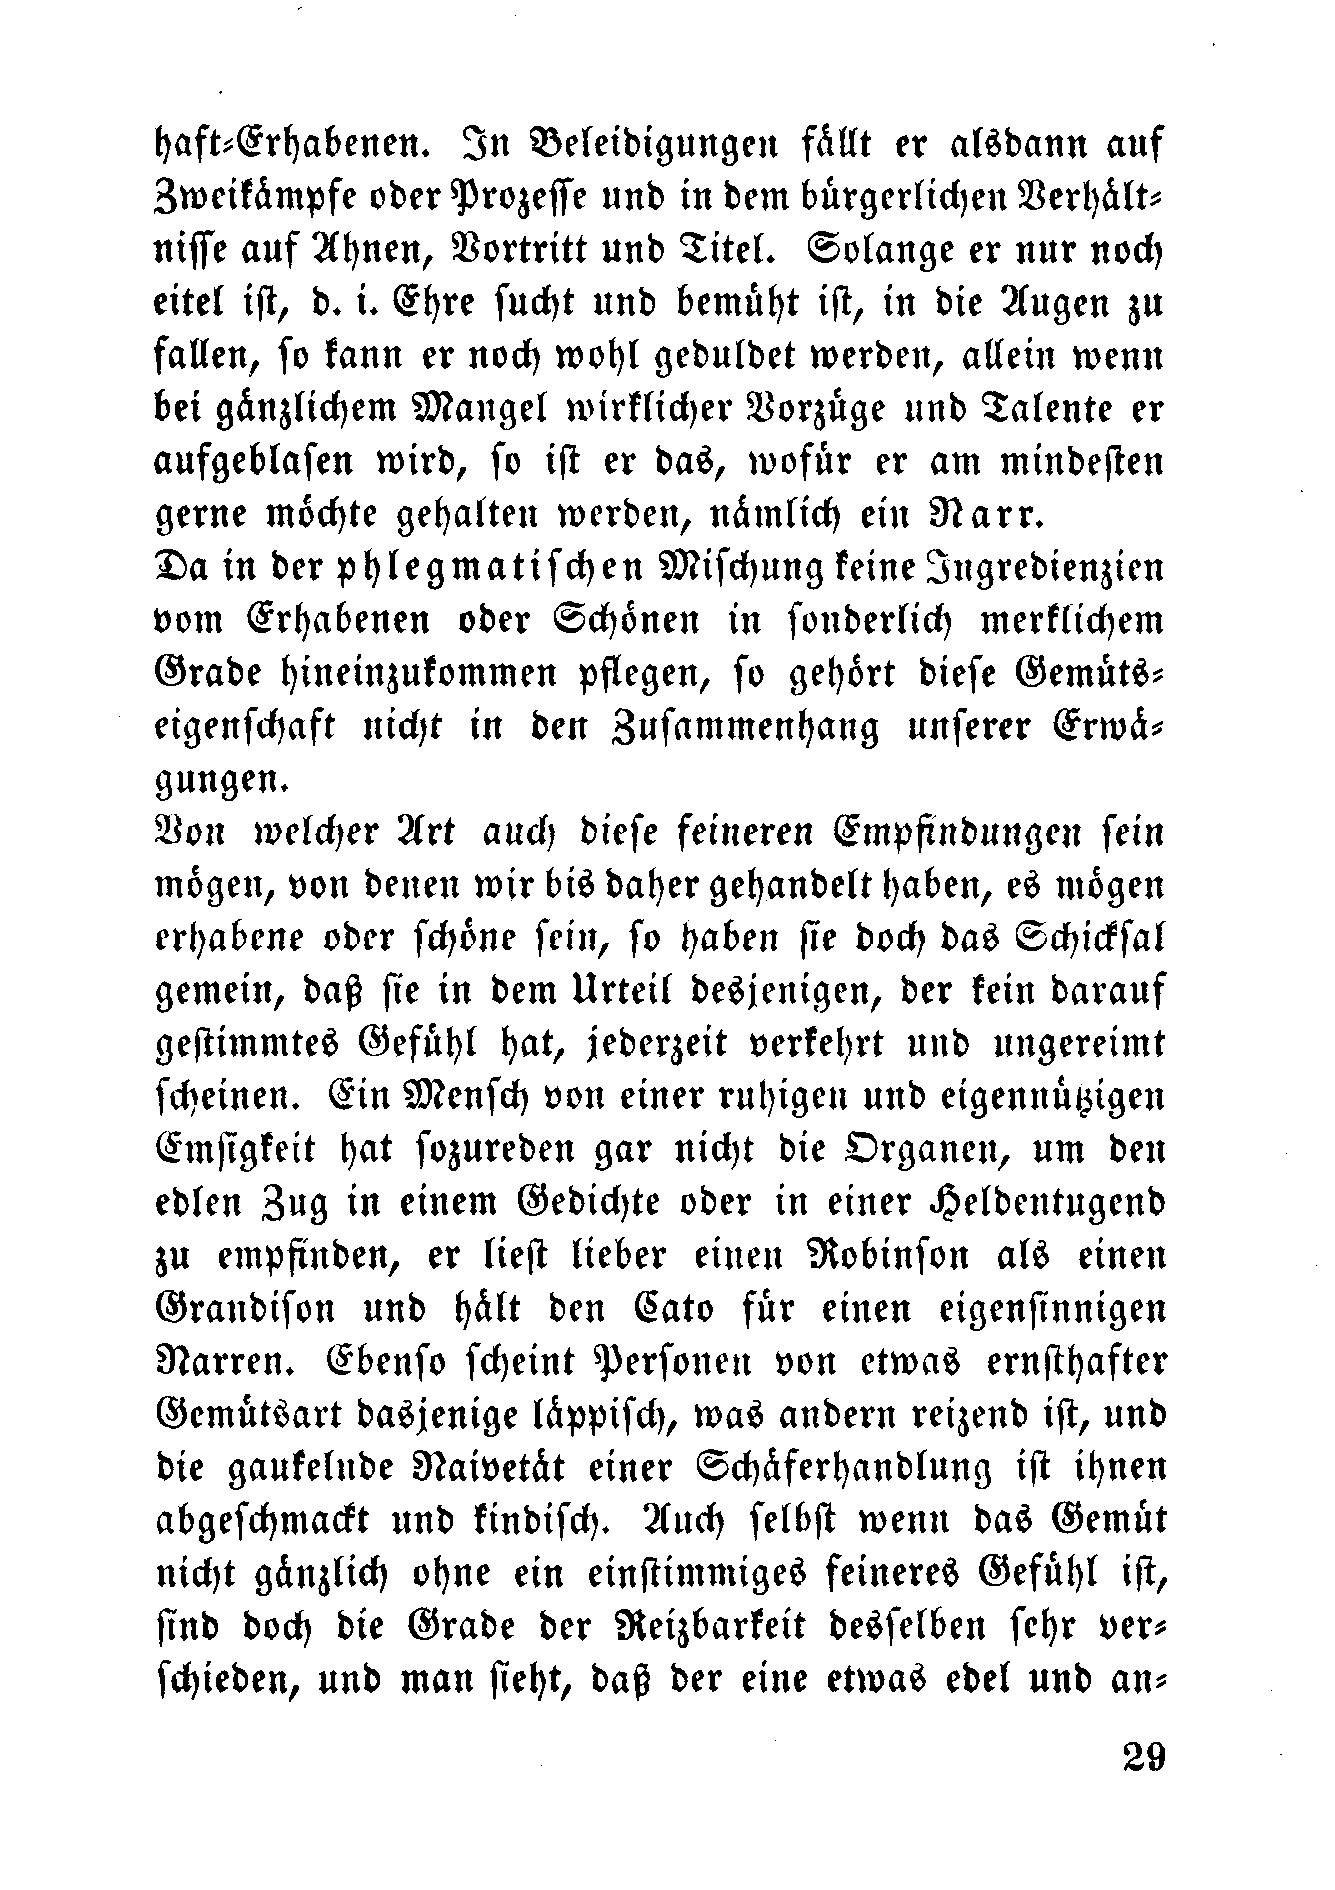 haft-Erhabenen. In Beleidigungen fällt er alsdann auf
Zweikämpfe oder Prozesse und in dem bürgerlichen Verhält-
nisse auf Ahnen, Vortritt und Titel. Solange er nur noch
eitel ist, d. i. Ehre sucht und bemüht ist, in die Augen zu
fallen, so kann er noch wohl geduldet werden, allein wenn
bei gänzlichem Mangel wirklicher Vorzüge und Talente er
aufgeblasen wird, so ist er das, wofür er am mindesten
gerne möchte gehalten werden, nämlich ein Narr.
Da in der phlegmatischen Mischung keine Ingredienzien
vom Erhabenen oder Schönen in sonderlich merklichem
Grade hineinzukommen pflegen, so gehört diese Gemüts-
eigenschaft nicht in den Zusammenhang unserer Erwä-
gungen.
Von welcher Art auch diese feineren Empfindungen sein
mögen, von denen wir bis daher gehandelt haben, es mögen
erhabene oder schöne sein, so haben sie doch das Schicksal
gemein, daß sie in dem Urteil desjenigen, der kein darauf
gestimmtes Gefühl hat, jederzeit verkehrt und ungereimt
scheinen. Ein Mensch von einer ruhigen und eigennützigen
Emsigkeit hat sozureden gar nicht die Organen, um den
edlen Zug in einem Gedichte oder in einer Heldentugend
zu empfinden, er liest lieber einen Robinson als einen
Grandison und hält den Cato für einen eigensinnigen
Narren. Ebenso scheint Personen von etwas ernsthafter
Gemütsart dasjenige läppisch, was andern reizend ist, und
die gaukelnde Naivetät einer Schäferhandlung ist ihnen
abgeschmackt und kindisch. Auch selbst wenn das Gemüt
nicht gänzlich ohne ein einstimmiges feineres Gefühl ist,
sind doch die Grade der Reizbarkeit desselben sehr ver-
schieden, und man sieht, daß der eine etwas edel und an-
29